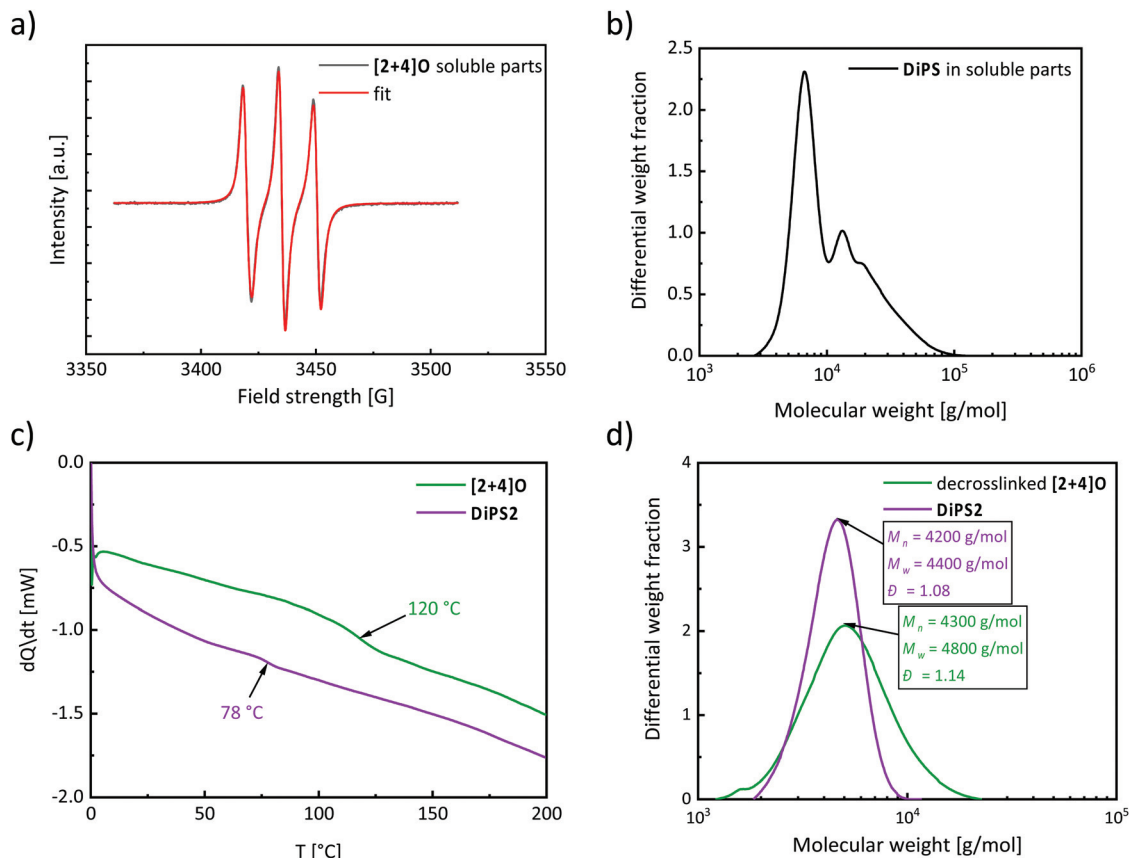 a)
[2+4]O soluble parts
fit
Intensity [a.u.]
3350
3400
3450
3500
3550
Field strength [G]
b)
DiPS in soluble parts
Differential weight fraction
2.5
2.0
1.5
1.0
0.5
0.0
10³
10⁴
10⁵
10⁶
Molecular weight [g/mol]
c)
[2+4]O
DiPS2
dQ\dt [mW]
0.0
-0.5
-1.0
-1.5
-2.0
120 °C
78 °C
0
50
100
150
200
T [°C]
d)
decrosslinked [2+4]O
DiPS2
Differential weight fraction
4
3
2
1
0
Mn = 4200 g/mol
Mw = 4400 g/mol
Đ = 1.08
Mn = 4300 g/mol
Mw = 4800 g/mol
Đ = 1.14
10³
10⁴
10⁵
Molecular weight [g/mol]